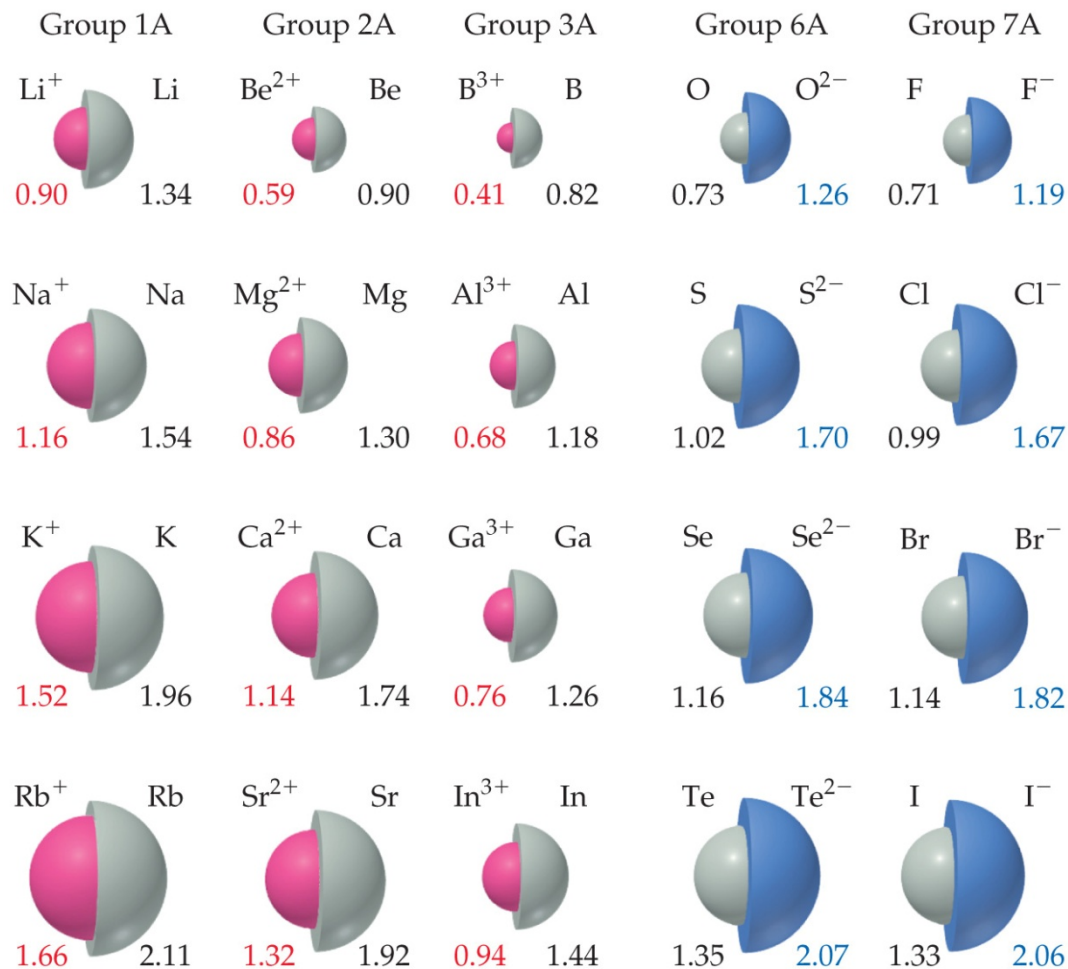 Group 1A Group 2A Group 3A Group 6A Group 7A
Li⁺ Li Be²⁺ Be B³⁺ B O O²⁻ F F⁻
0.90 1.34 0.59 0.90 0.41 0.82 0.73 1.26 0.71 1.19
Na⁺ Na Mg²⁺ Mg Al³⁺ Al S S²⁻ Cl Cl⁻
1.16 1.54 0.86 1.30 0.68 1.18 1.02 1.70 0.99 1.67
K⁺ K Ca²⁺ Ca Ga³⁺ Ga Se Se²⁻ Br Br⁻
1.52 1.96 1.14 1.74 0.76 1.26 1.16 1.84 1.14 1.82
Rb⁺ Rb Sr²⁺ Sr In³⁺ In Te Te²⁻ I I⁻
1.66 2.11 1.32 1.92 0.94 1.44 1.35 2.07 1.33 2.06